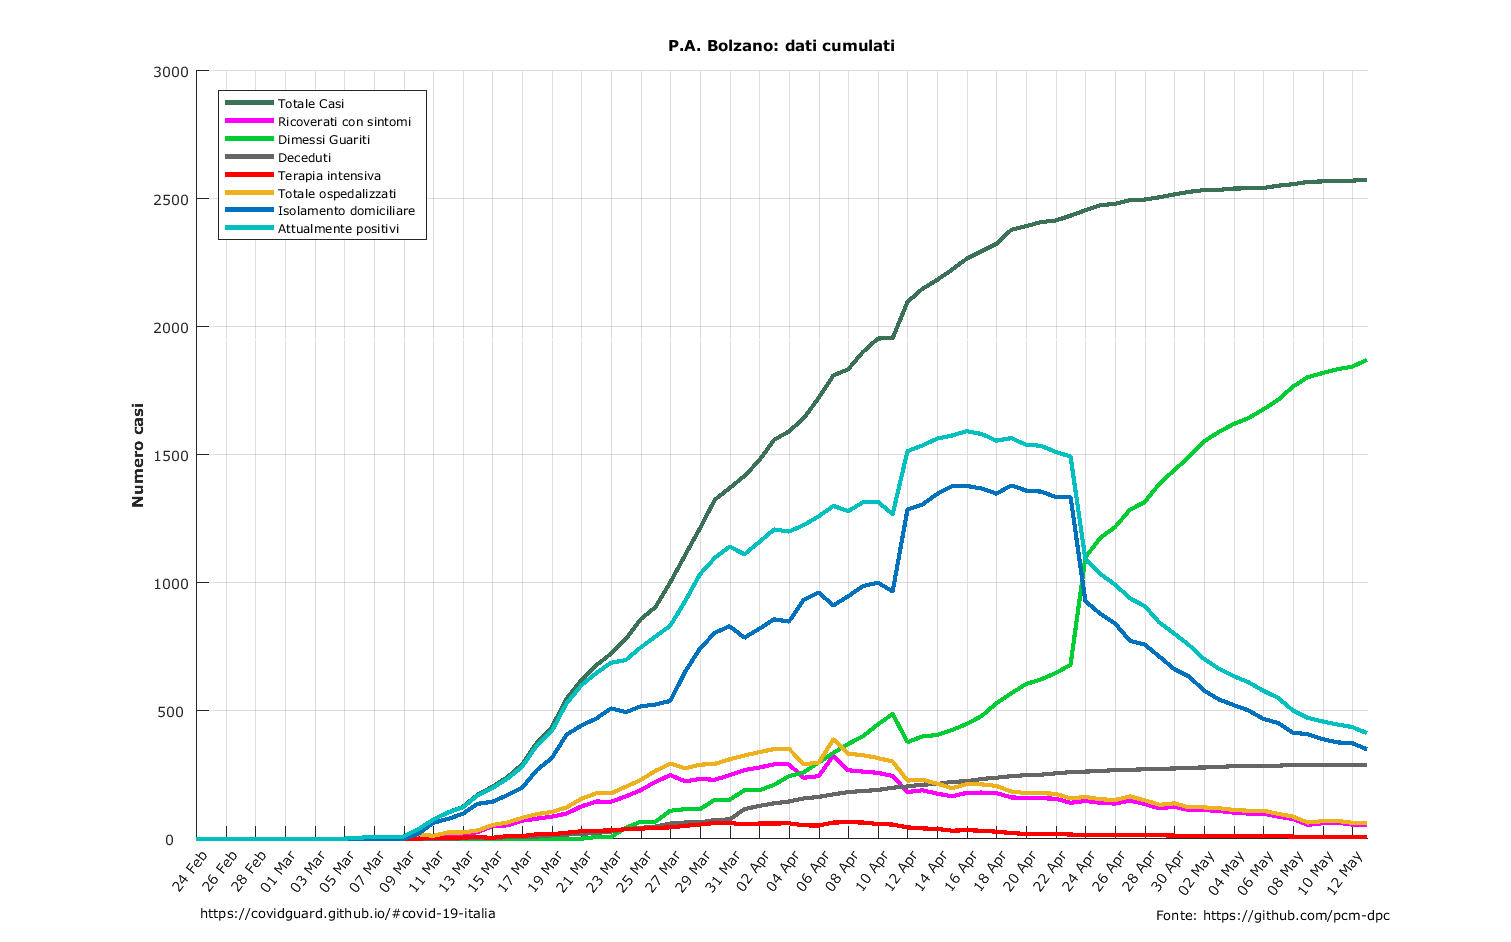 P.A. Bolzano: dati cumulati
3000
2500
2000
1500
1000
500
0
Numero casi
Totale Casi
Ricoverati con sintomi
Dimessi Guariti
Deceduti
Terapia intensiva
Totale ospedalizzati
Isolamento domiciliare
Attualmente positivi
24 Feb
26 Feb
28 Feb
01 Mar
03 Mar
05 Mar
07 Mar
09 Mar
11 Mar
13 Mar
15 Mar
17 Mar
19 Mar
21 Mar
23 Mar
25 Mar
27 Mar
29 Mar
31 Mar
02 Apr
04 Apr
06 Apr
08 Apr
10 Apr
12 Apr
14 Apr
16 Apr
18 Apr
20 Apr
22 Apr
24 Apr
26 Apr
28 Apr
30 Apr
02 May
04 May
06 May
08 May
10 May
12 May
https://covidguard.github.io/#covid-19-italia
Fonte: https://github.com/pcm-dpc